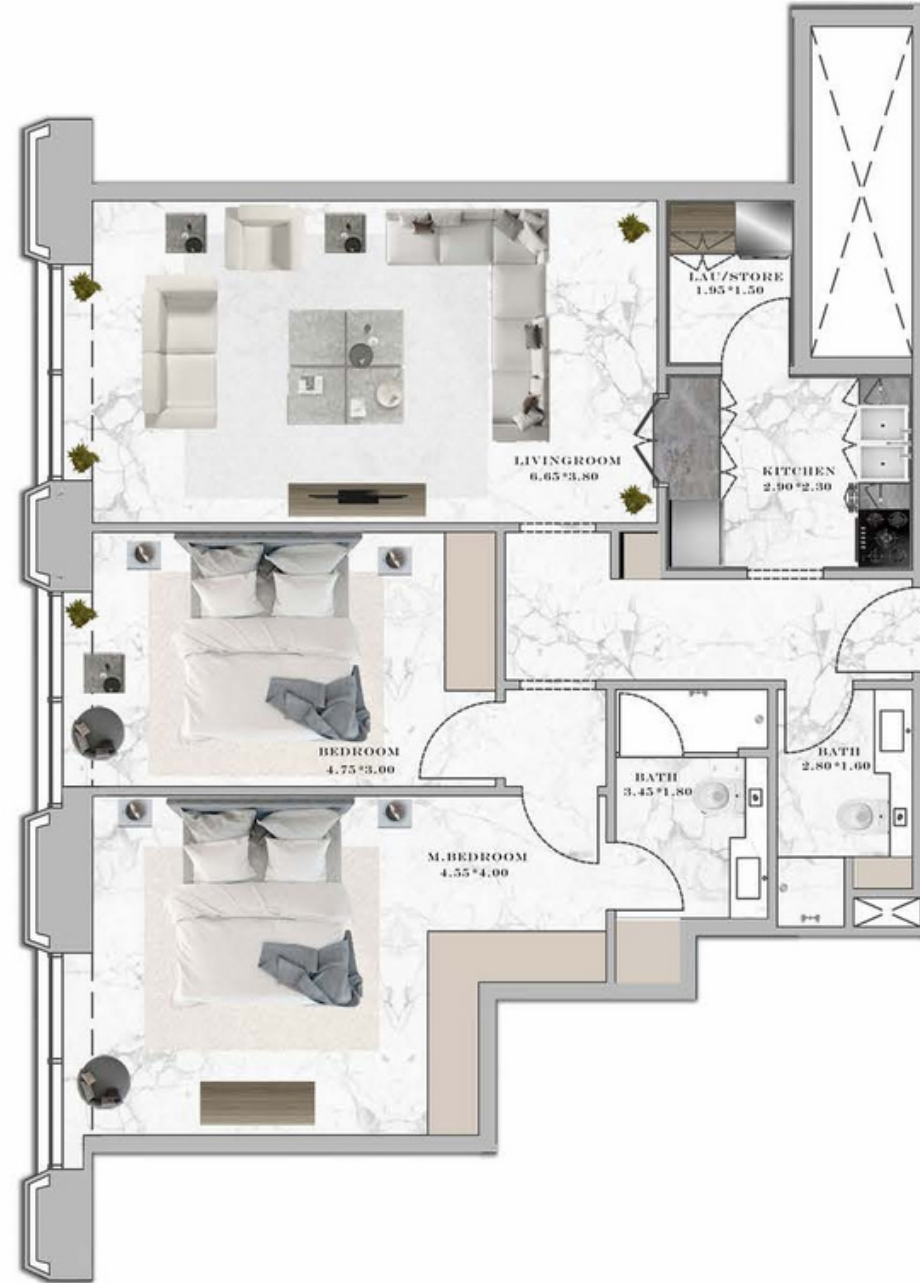 LAU/STORE
1.95*1.50
LIVINGROOM
6.65*3.80
KITCHEN
2.90*2.30
BEDROOM
4.75*3.00
BATH
3.45*1.80
BATH
2.80*1.60
M.BEDROOM
4.55*4.00